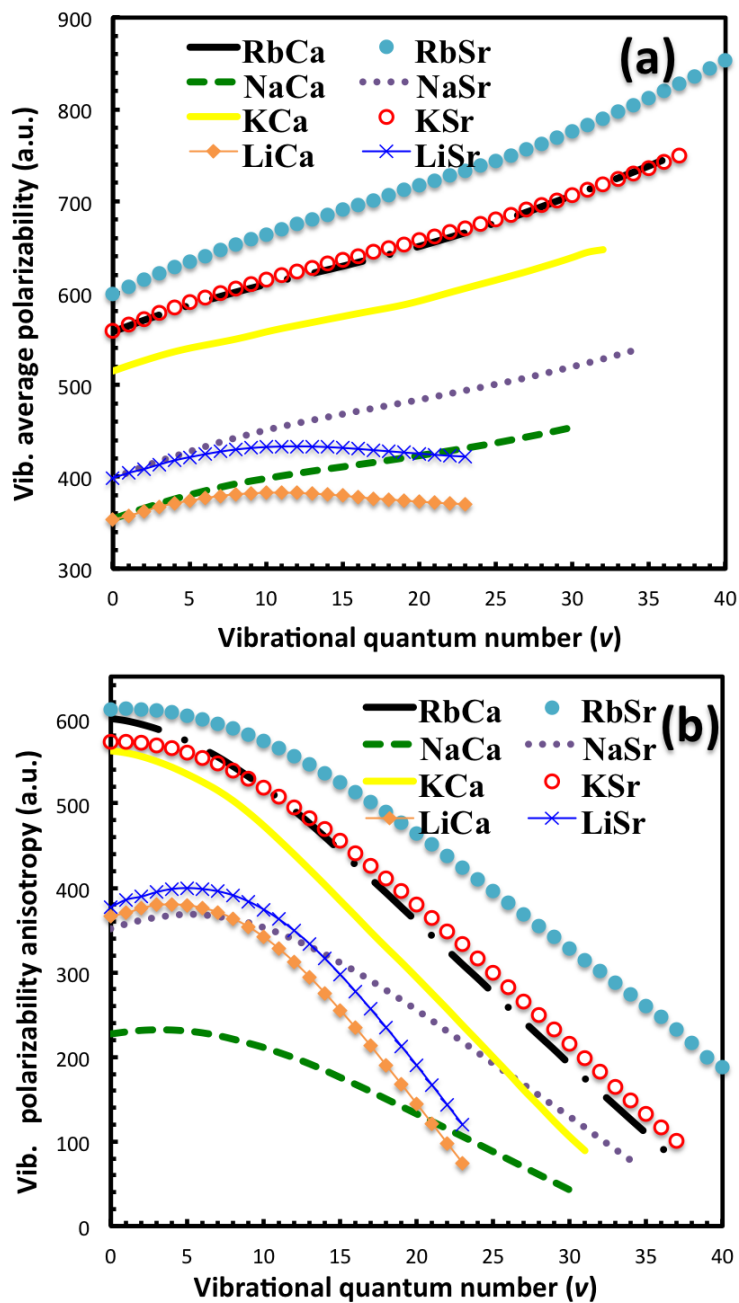 900
800
700
600
500
400
300
Vib. average polarizability (a.u.)
RbCa
RbSr
(a)
NaCa
NaSr
KCa
KSr
LiCa
LiSr
0 5 10 15 20 25 30 35 40
Vibrational quantum number (v)
600
500
400
300
200
100
0
Vib. polarizability anisotropy (a.u.)
RbCa
RbSr
(b)
NaCa
NaSr
KCa
KSr
LiCa
LiSr
0 5 10 15 20 25 30 35 40
Vibrational quantum number (v)